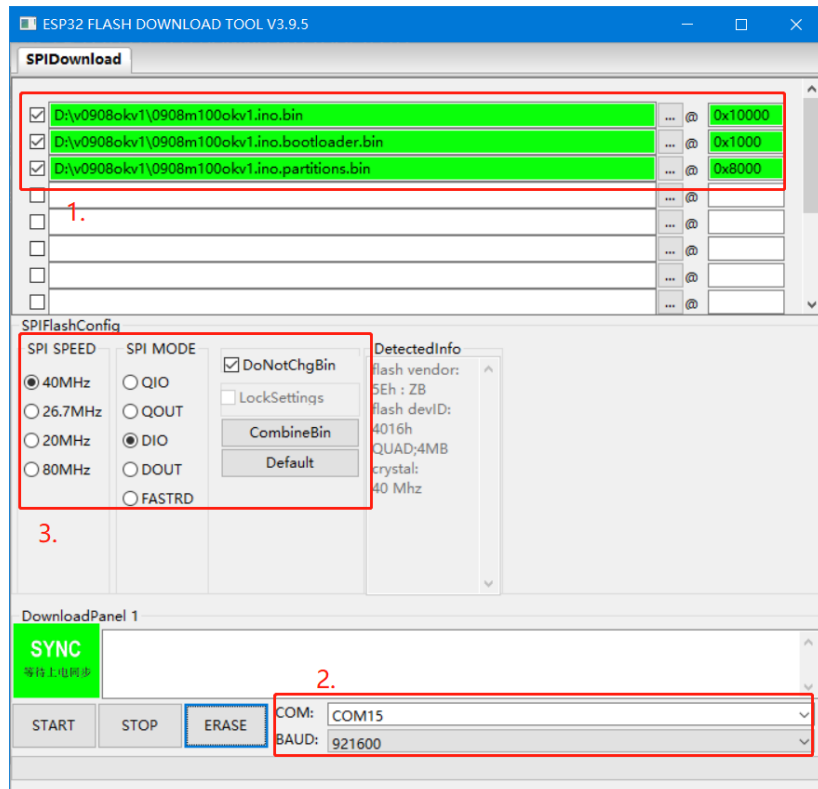 ESP32 FLASH DOWNLOAD TOOL V3.9.5
SPIDownload
D:\v0908okv1\0908m100okv1.ino.bin ... @ 0x10000
D:\v0908okv1\0908m100okv1.ino.bootloader.bin ... @ 0x1000
D:\v0908okv1\0908m100okv1.ino.partitions.bin ... @ 0x8000
... @
1.
... @
... @
... @
... @
SPIFlashConfig
SPI SPEED
40MHz
26.7MHz
20MHz
80MHz
SPI MODE
QIO
QOUT
DIO
DOUT
FASTRD
DoNotChgBin
LockSettings
CombineBin
Default
DetectedInfo
flash vendor:
5Eh : ZB
flash devID:
4016h
QUAD;4MB
crystal:
40 Mhz
3.
DownloadPanel 1
SYNC
等待上电同步
2.
START
STOP
ERASE
COM: COM15
BAUD: 921600